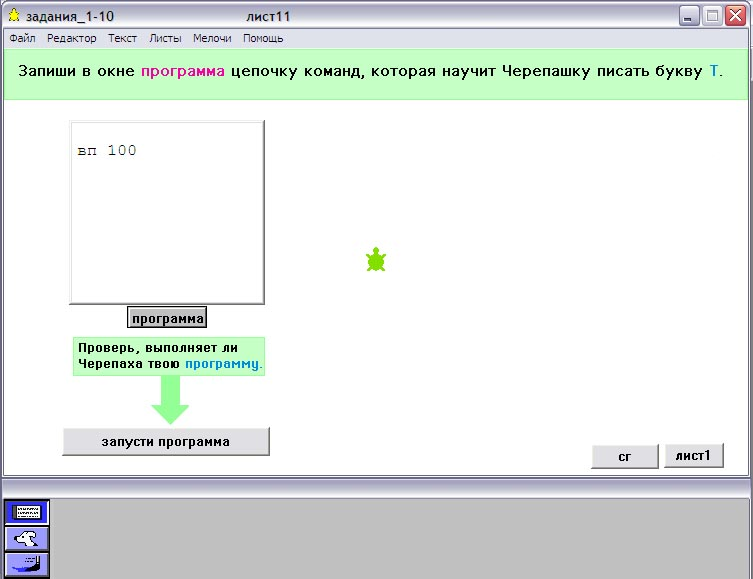 задания_1-10 лист11
Файл Редактор Текст Листы Мелочи Помощь
Запиши в окне программа цепочку команд, которая научит Черепашку писать букву Т.
вп 100
программа
Проверь, выполняет ли
Черепаха твою программу.
запусти программа
сг лист1